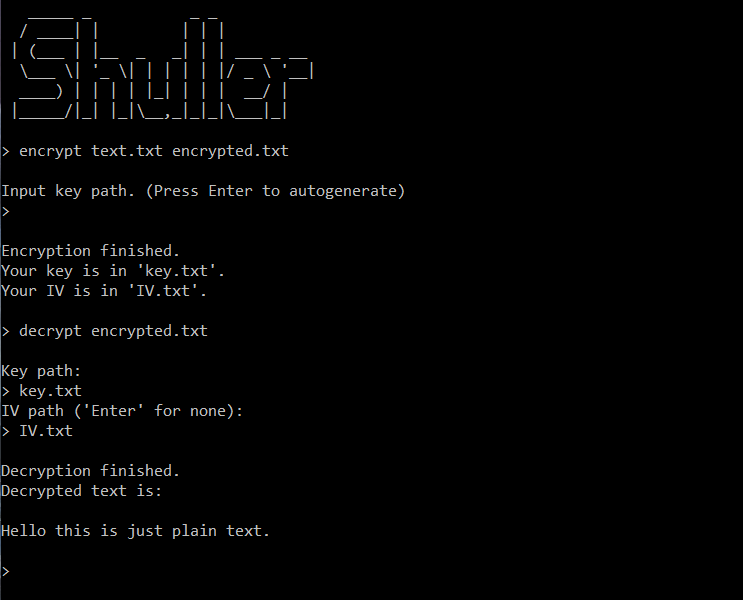 Shuller
> encrypt text.txt encrypted.txt
Input key path. (Press Enter to autogenerate)
>
Encryption finished.
Your key is in 'key.txt'.
Your IV is in 'IV.txt'.
> decrypt encrypted.txt
Key path:
> key.txt
IV path ('Enter' for none):
> IV.txt
Decryption finished.
Decrypted text is:
Hello this is just plain text.
>